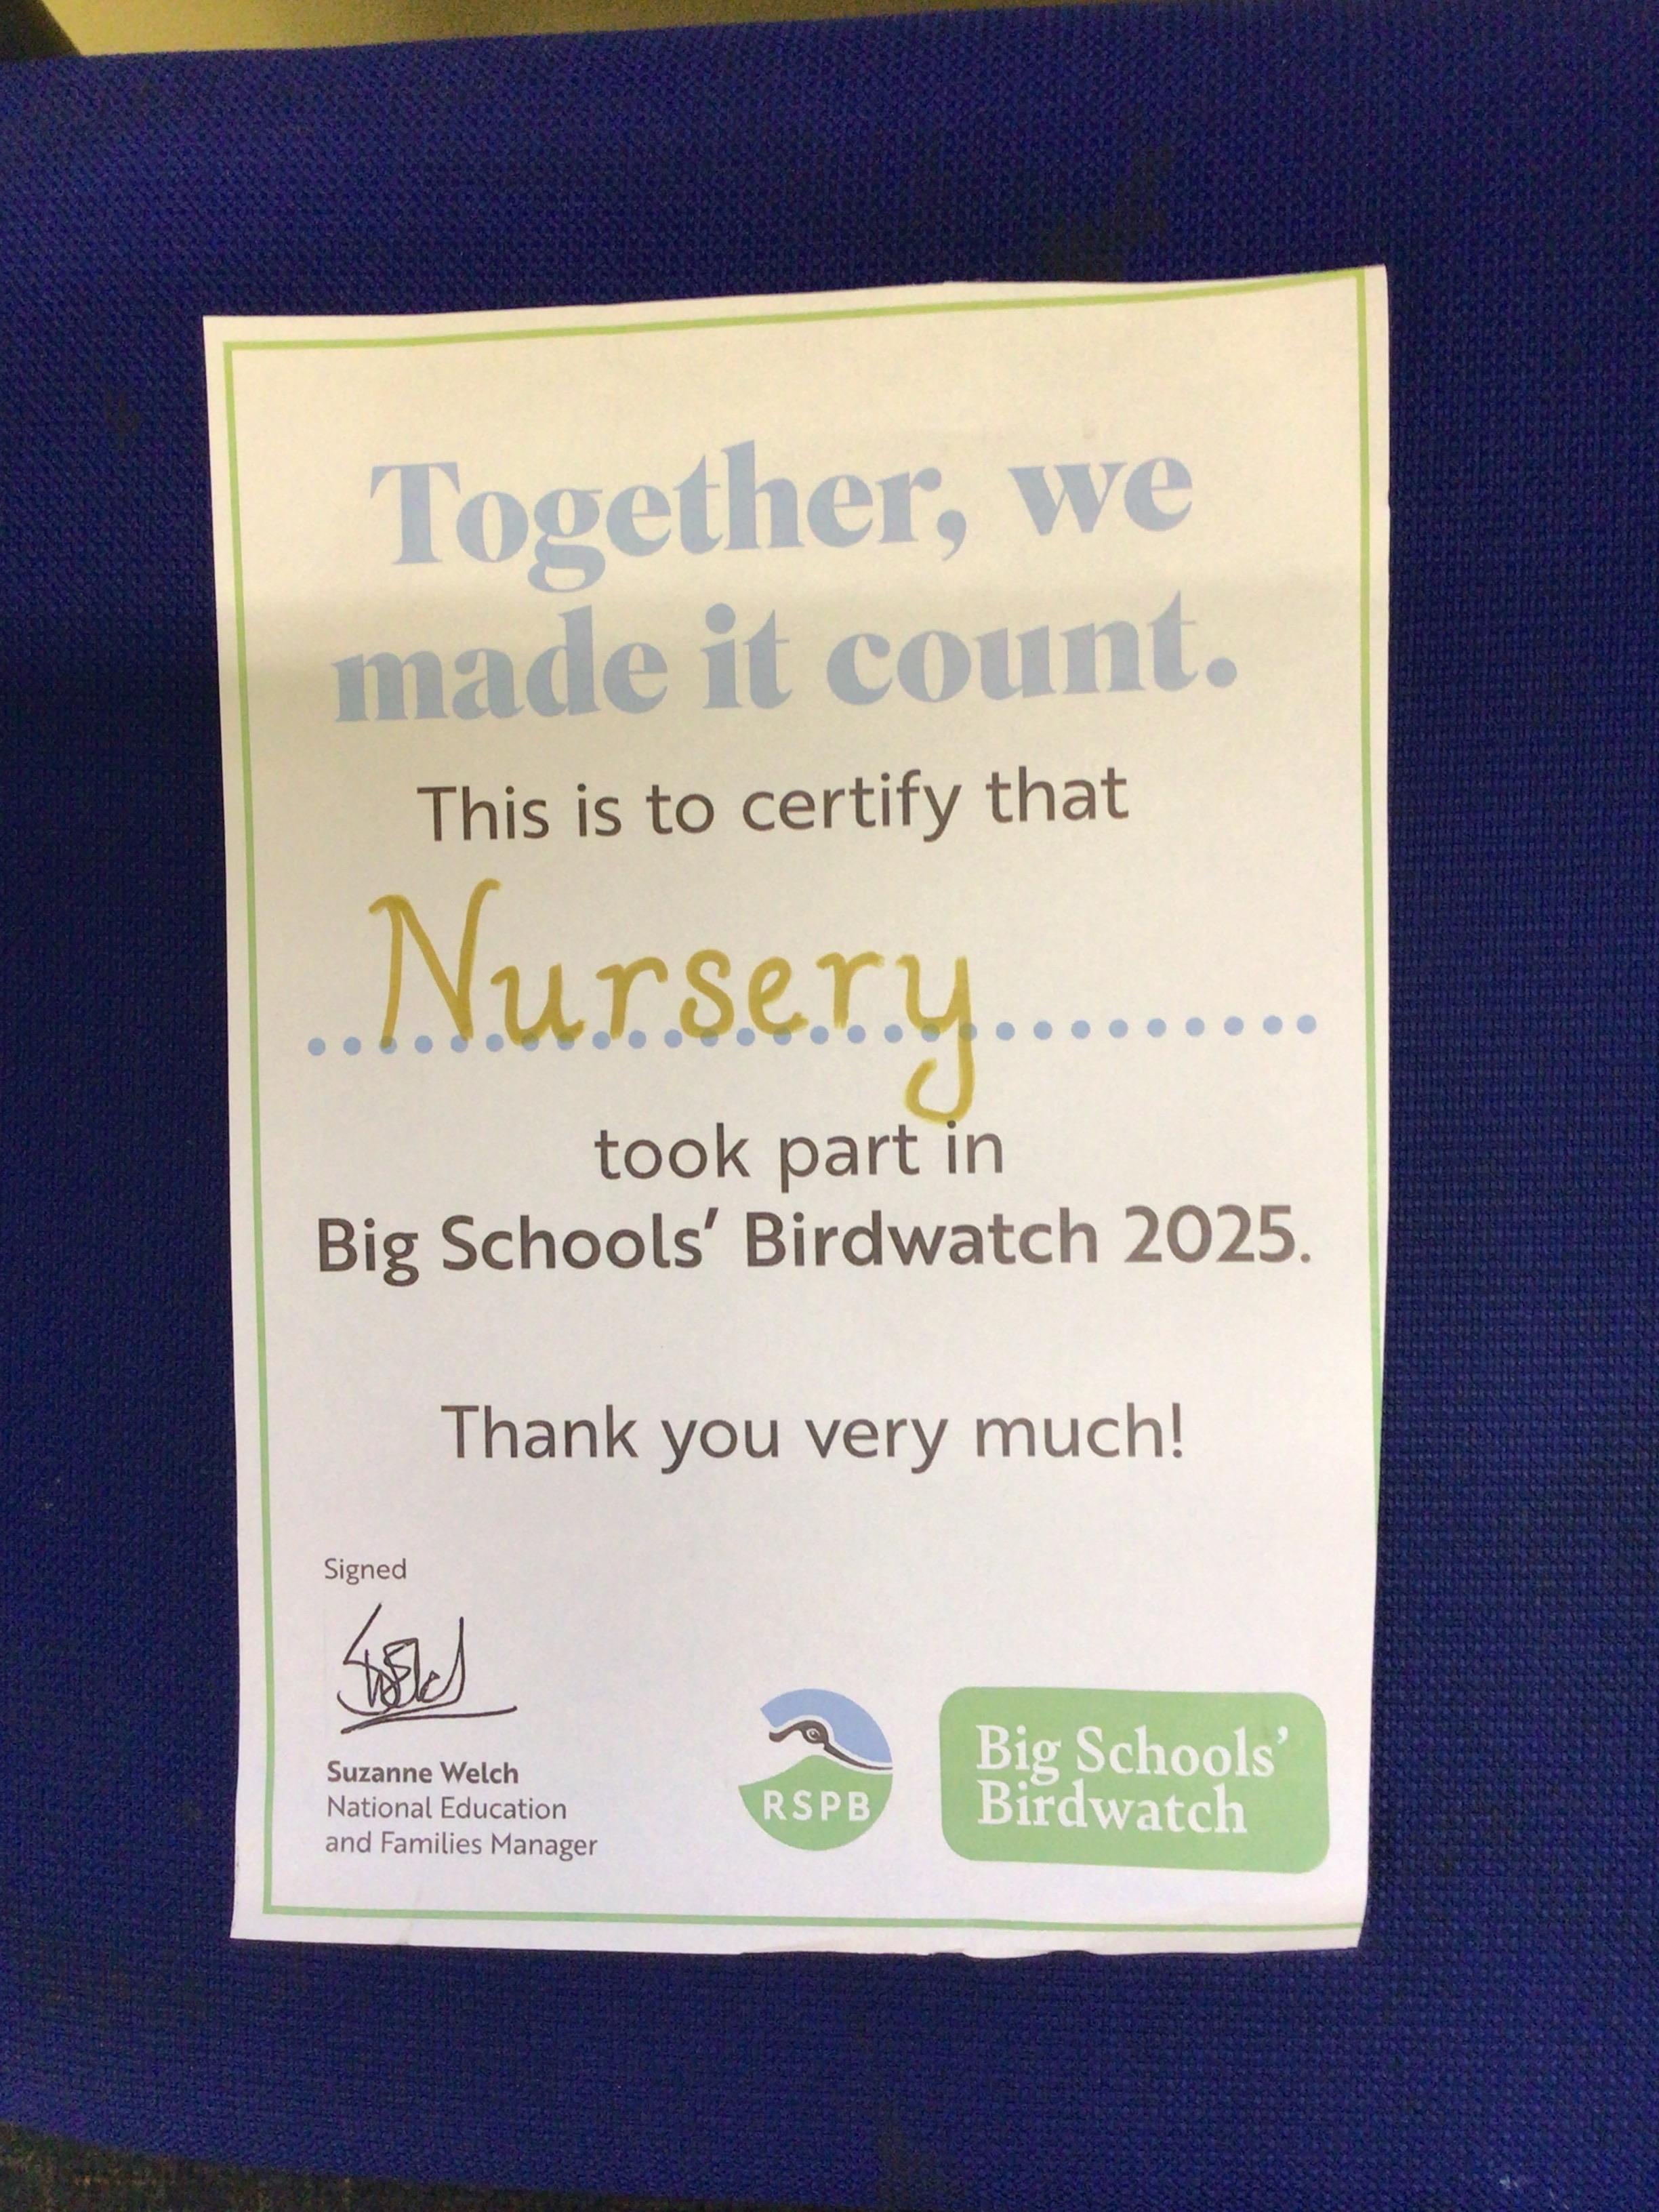 Together, we
made it count.
This is to certify that
Nursery
took part in
Big Schools’ Birdwatch 2025.
Thank you very much!
Signed
Suzanne Welch
National Education
and Families Manager
RSPB
Big Schools’
Birdwatch